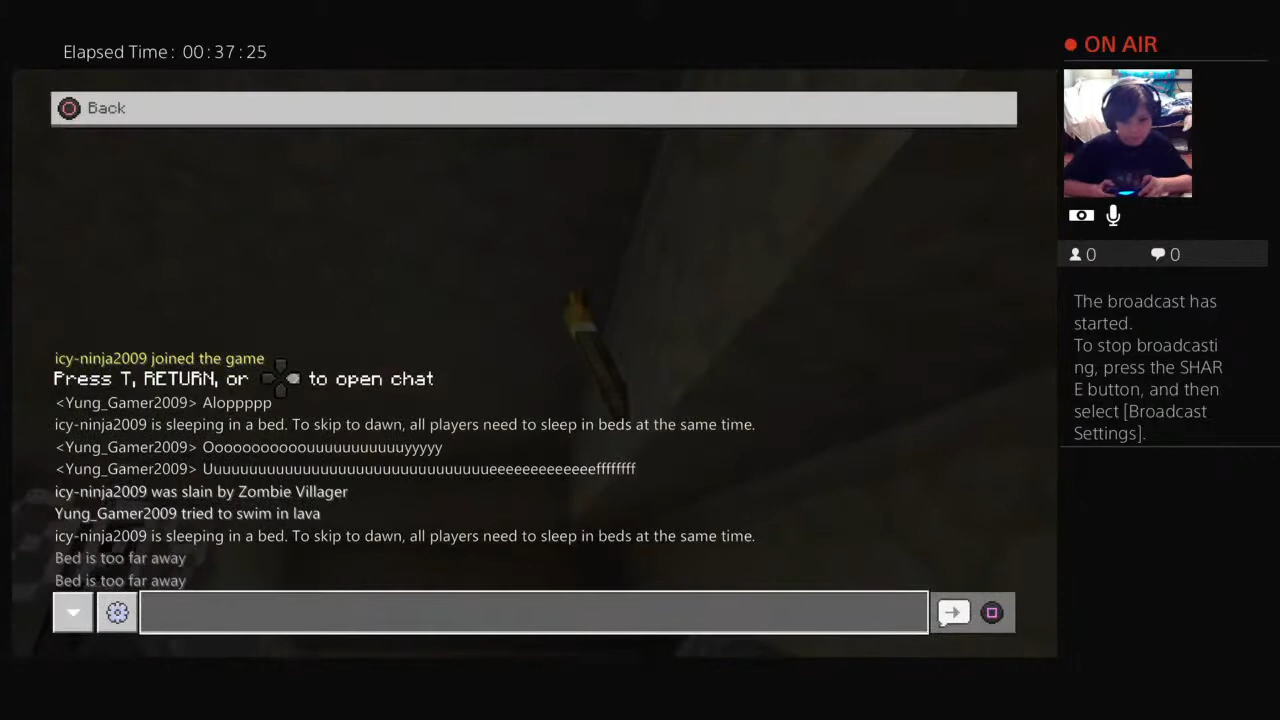 Elapsed Time: 00:37:25
ON AIR
Back
0 0
The broadcast has
started.
To stop broadcasti
ng, press the SHAR
E button, and then
select [Broadcast
Settings].
icy-ninja2009 joined the game
Press T, RETURN, or to open chat
<Yung_Gamer2009> Aloppppp
icy-ninja2009 is sleeping in a bed. To skip to dawn, all players need to sleep in beds at the same time.
<Yung_Gamer2009> Ooooooooooouuuuuuuuuuuyyyyy
<Yung_Gamer2009> Uuuuuuuuuuuuuuuuuuuuuuuuuuuuuuuueeeeeeeeeeeeeffffffff
icy-ninja2009 was slain by Zombie Villager
Yung_Gamer2009 tried to swim in lava
icy-ninja2009 is sleeping in a bed. To skip to dawn, all players need to sleep in beds at the same time.
Bed is too far away
Bed is too far away